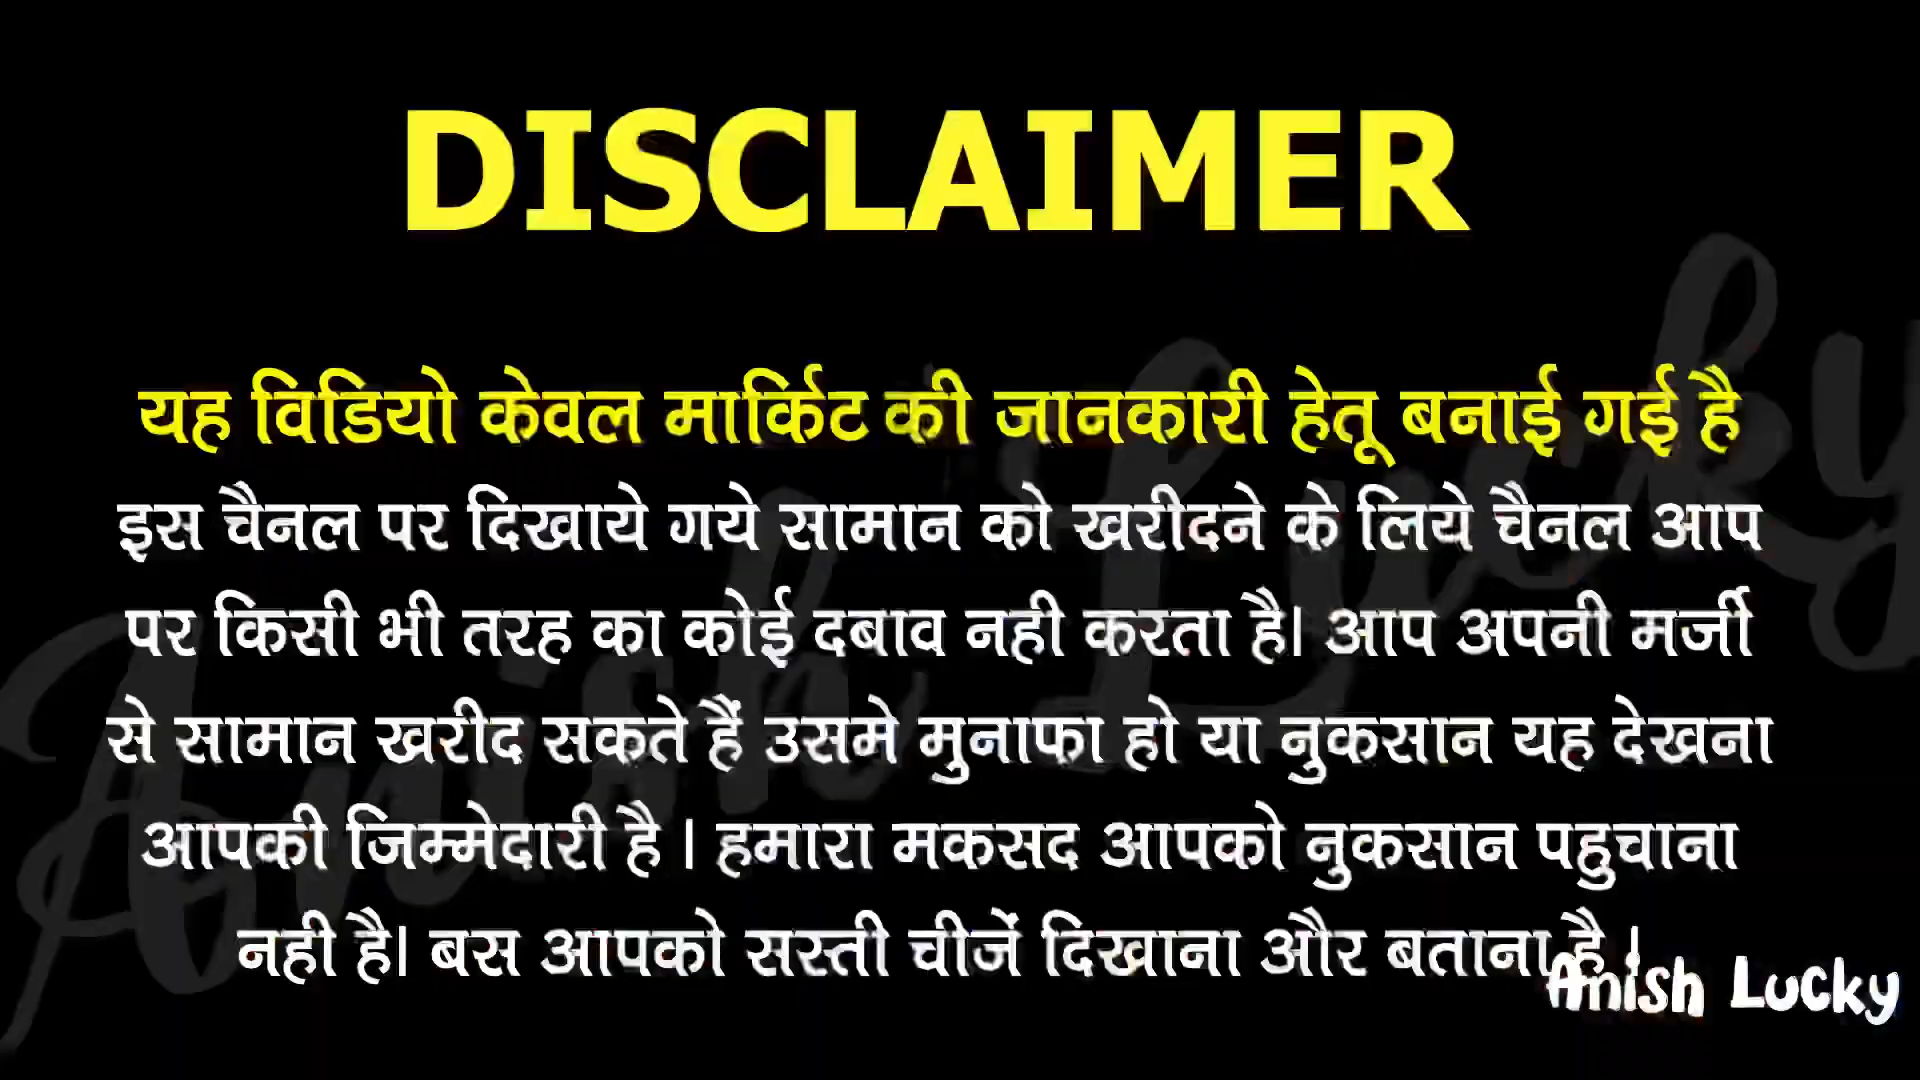 DISCLAIMER
यह विडियो केवल मार्किट की जानकारी हेतू बनाई गई है
इस चैनल पर दिखाये गये सामान को खरीदने के लिये चैनल आप
पर किसी भी तरह का कोई दबाव नही करता है। आप अपनी मर्जी
से सामान खरीद सकते हैं उसमे मुनाफा हो या नुकसान यह देखना
आपकी जिम्मेदारी है । हमारा मकसद आपको नुकसान पहुचाना
नही है। बस आपको सस्ती चीजें दिखाना और बताना है ।
Anish Lucky
Anish Lucky